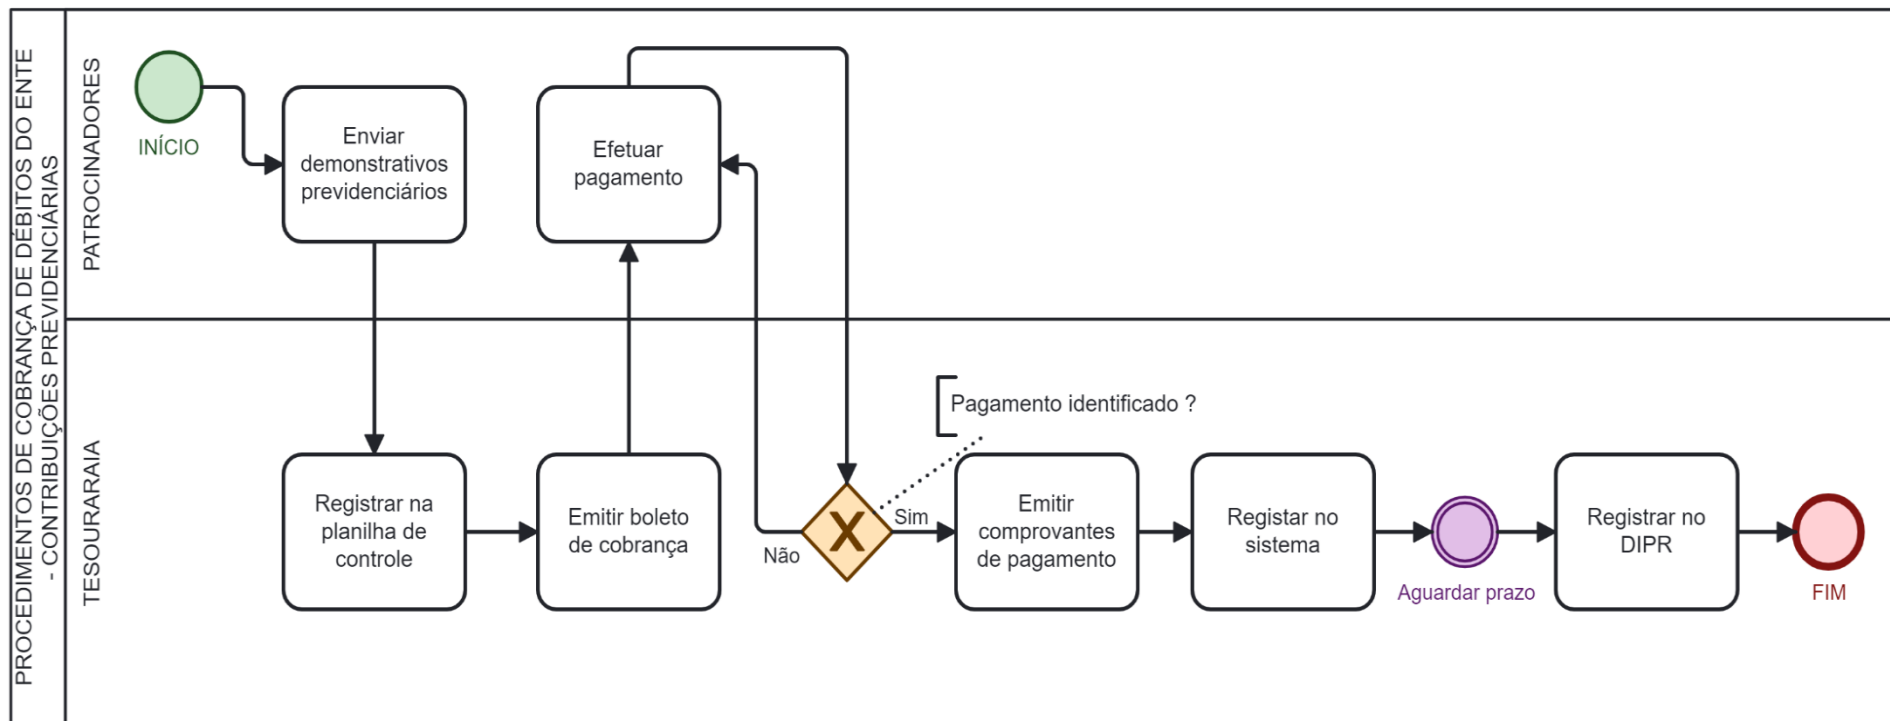 PROCEDIMENTOS DE COBRANÇA DE DÉBITOS DO ENTE
- CONTRIBUIÇÕES PREVIDENCIÁRIAS
PATROCINADORES
INÍCIO
Enviar
demonstrativos
previdenciários
Efetuar
pagamento
TESOURARAIA
Registrar na
planilha de
controle
Emitir boleto
de cobrança
Não
X
Sim
Pagamento identificado ?
Emitir
comprovantes
de pagamento
Registar no
sistema
Aguardar prazo
Registrar no
DIPR
FIM